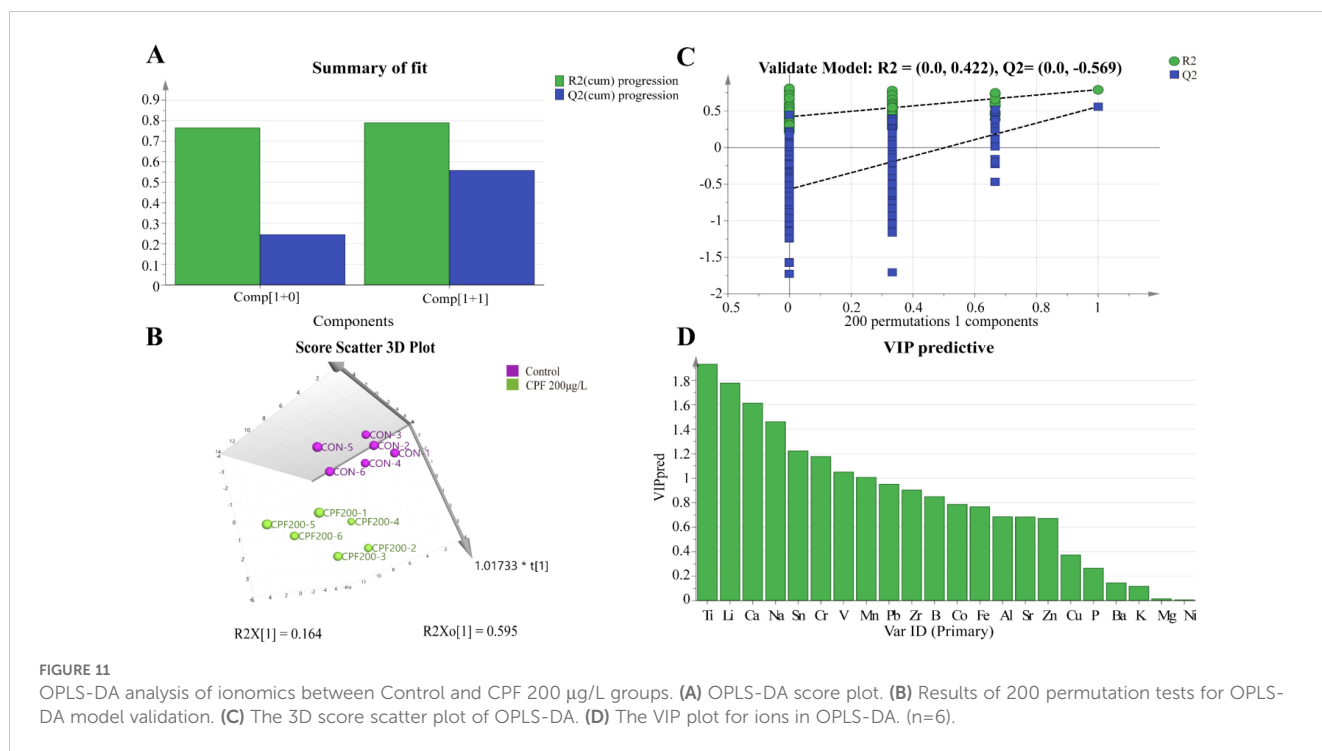 A
Summary of fit
R2(cum) progression
Q2(cum) progression
0.9
0.8
0.7
0.6
0.5
0.4
0.3
0.2
0.1
0
Comp[1+0]
Comp[1+1]
Components
C
Validate Model: R2 = (0.0, 0.422), Q2= (0.0, -0.569)
R2
Q2
0.5
0
-0.5
-1
-1.5
-2
0.5 0 0.2 0.4 0.6 0.8 1
200 permutations 1 components
B
Score Scatter 3D Plot
Control
CPF 200µg/L
CON-3
CON-5
CON-2
CON-1
CON-4
CON-6
CPF200-1
CPF200-5
CPF200-4
CPF200-6
CPF200-2
CPF200-3
1.01733 * t[1]
R2X[1] = 0.164
R2Xo[1] = 0.595
D
VIP predictive
VIPpred
1.8
1.6
1.4
1.2
1
0.8
0.6
0.4
0.2
0
Ti Li Ca Na Sn Cr V Mn Pb Zr B Co Fe Al Sr Zn Cu P Ba K Mg Ni
Var ID (Primary)
FIGURE 11
OPLS-DA analysis of ionomics between Control and CPF 200 µg/L groups. (A) OPLS-DA score plot. (B) Results of 200 permutation tests for OPLS-
DA model validation. (C) The 3D score scatter plot of OPLS-DA. (D) The VIP plot for ions in OPLS-DA. (n=6).